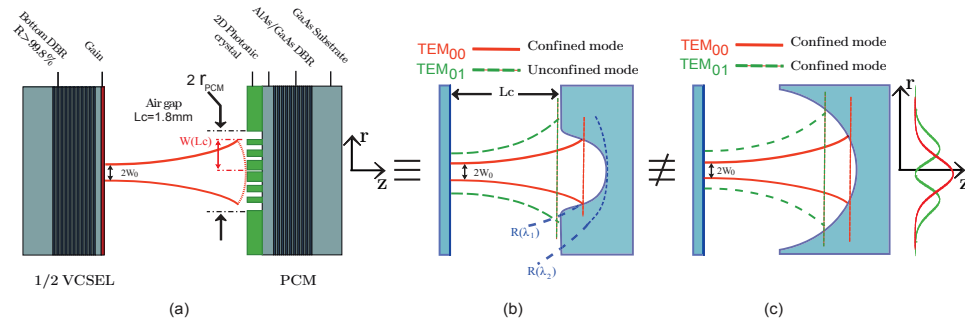 Bottom DBR
R>99.8%
Gain
2D Photonic
crystal
AlAs/GaAs DBR
GaAs Substrate
2 rPCM
Air gap
Lc=1.8mm
W(Lc)
2W0
r
z
1/2 VCSEL
PCM
(a)
TEM00 Confined mode
TEM01 Unconfined mode
Lc
2W0
R(λ1)
R(λ2)
(b)
TEM00 Confined mode
TEM01 Confined mode
2W0
r
z
(c)